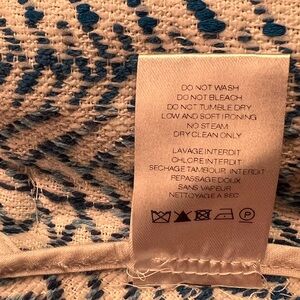 DO NOT WASH
DO NOT BLEACH
DO NOT TUMBLE DRY
LOW AND SOFT IRONING
NO STEAM
DRY CLEAN ONLY
LAVAGE INTERDIT
CHLORE INTERDIT
SECHAGE TAMBOUR INTERDIT
REPASSAGE DOUX
SANS VAPEUR
NETTOYAGE A SEC
P